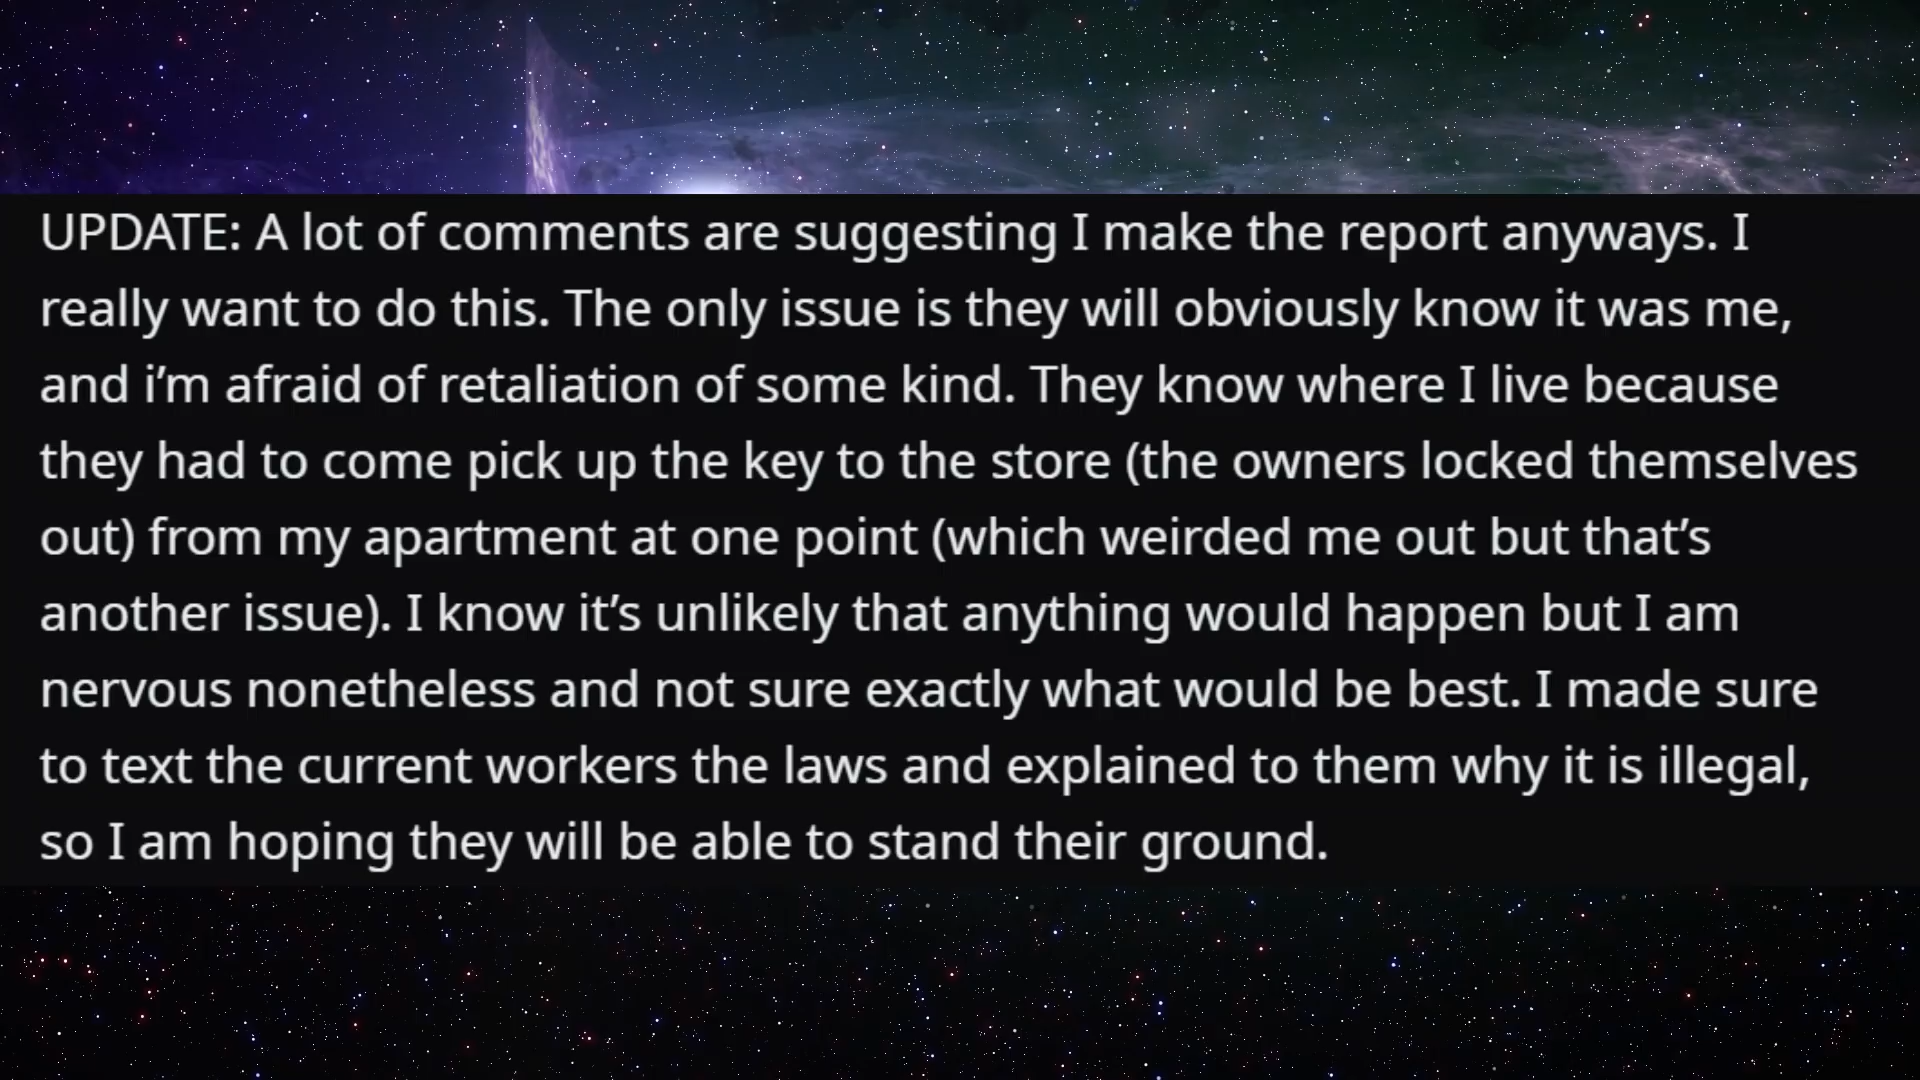 UPDATE: A lot of comments are suggesting I make the report anyways. I
really want to do this. The only issue is they will obviously know it was me,
and i’m afraid of retaliation of some kind. They know where I live because
they had to come pick up the key to the store (the owners locked themselves
out) from my apartment at one point (which weirded me out but that’s
another issue). I know it’s unlikely that anything would happen but I am
nervous nonetheless and not sure exactly what would be best. I made sure
to text the current workers the laws and explained to them why it is illegal,
so I am hoping they will be able to stand their ground.